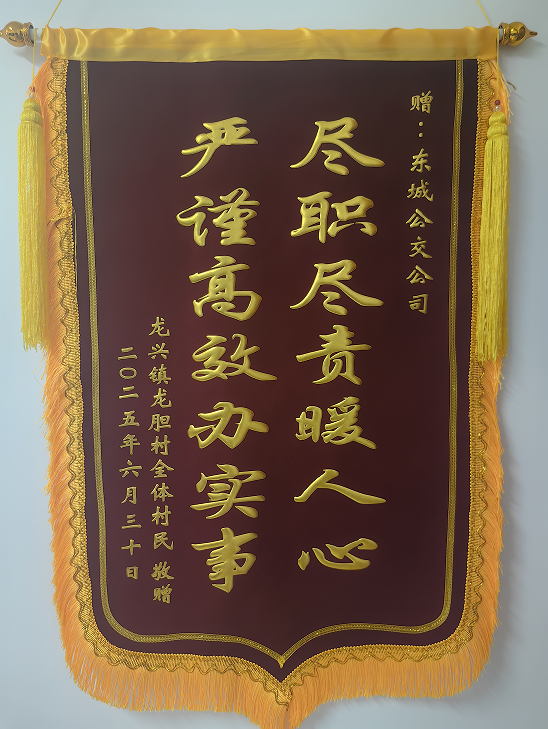 赠：东城公交公司
尽职尽责暖人心
严谨高效办实事
龙兴镇龙胆村全体村民 敬赠
二〇二五年六月三十日